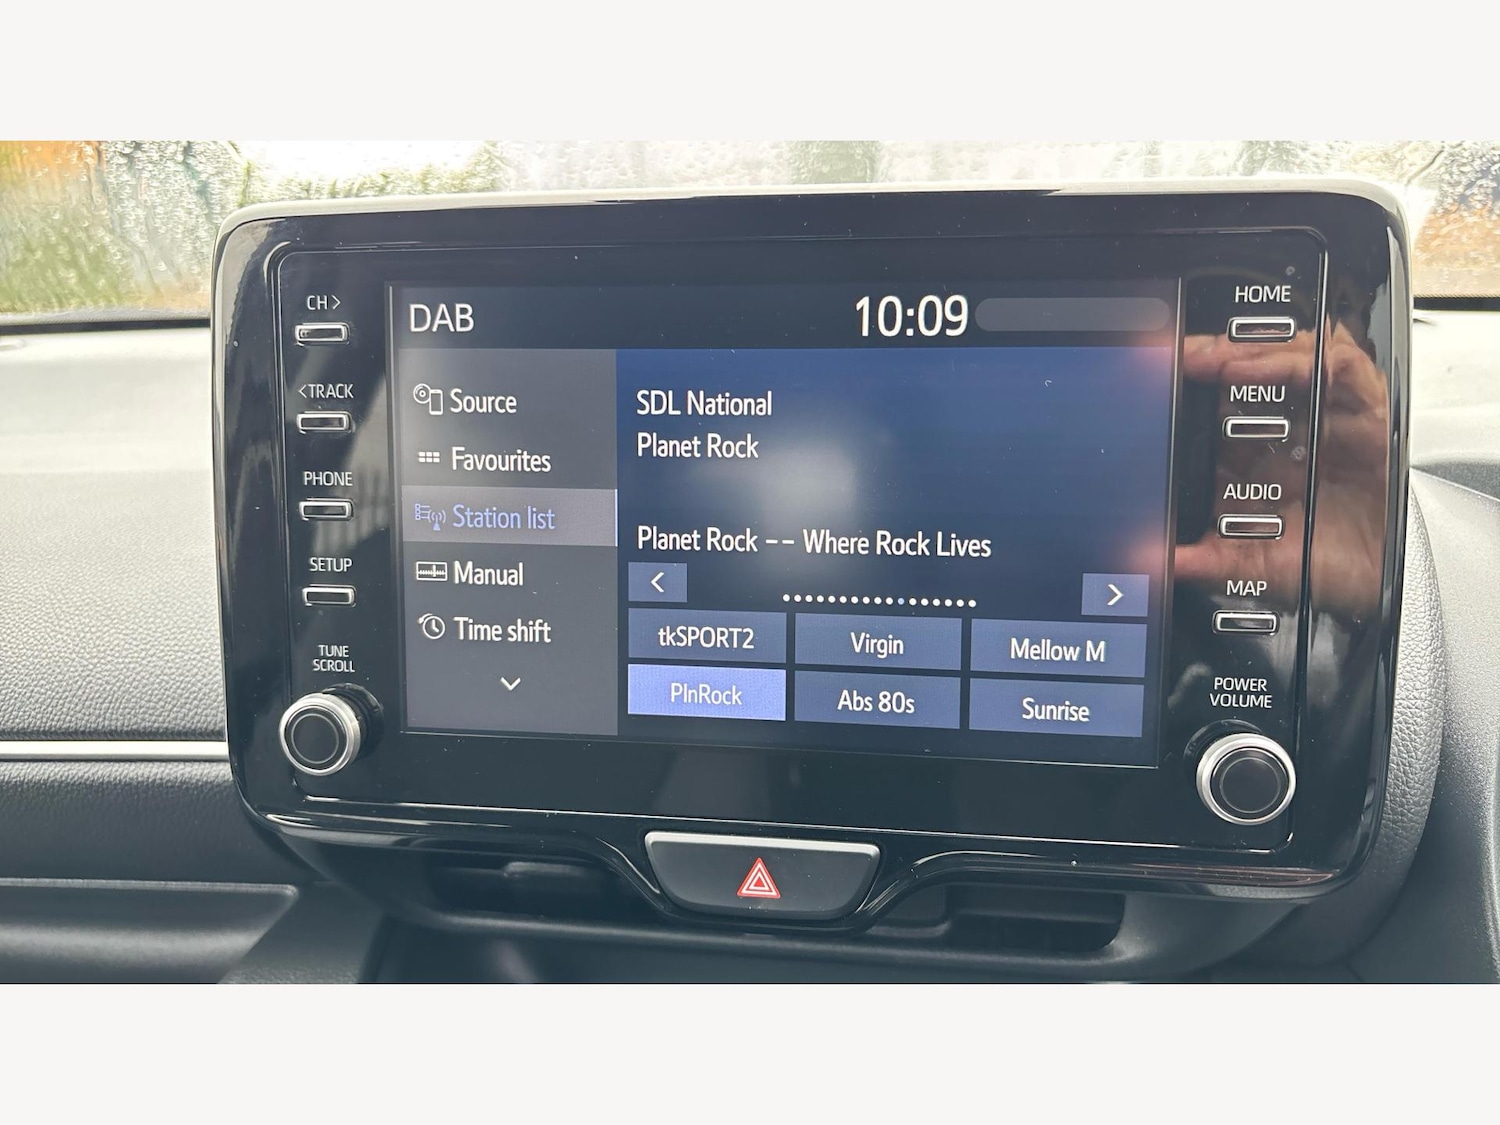 DAB
10:09
CH>
<TRACK
PHONE
SETUP
TUNE
SCROLL
Source
Favourites
Station list
Manual
Time shift
SDL National
Planet Rock
Planet Rock -- Where Rock Lives
<
>
tkSPORT2
Virgin
Mellow M
PlnRock
Abs 80s
Sunrise
HOME
MENU
AUDIO
MAP
POWER
VOLUME